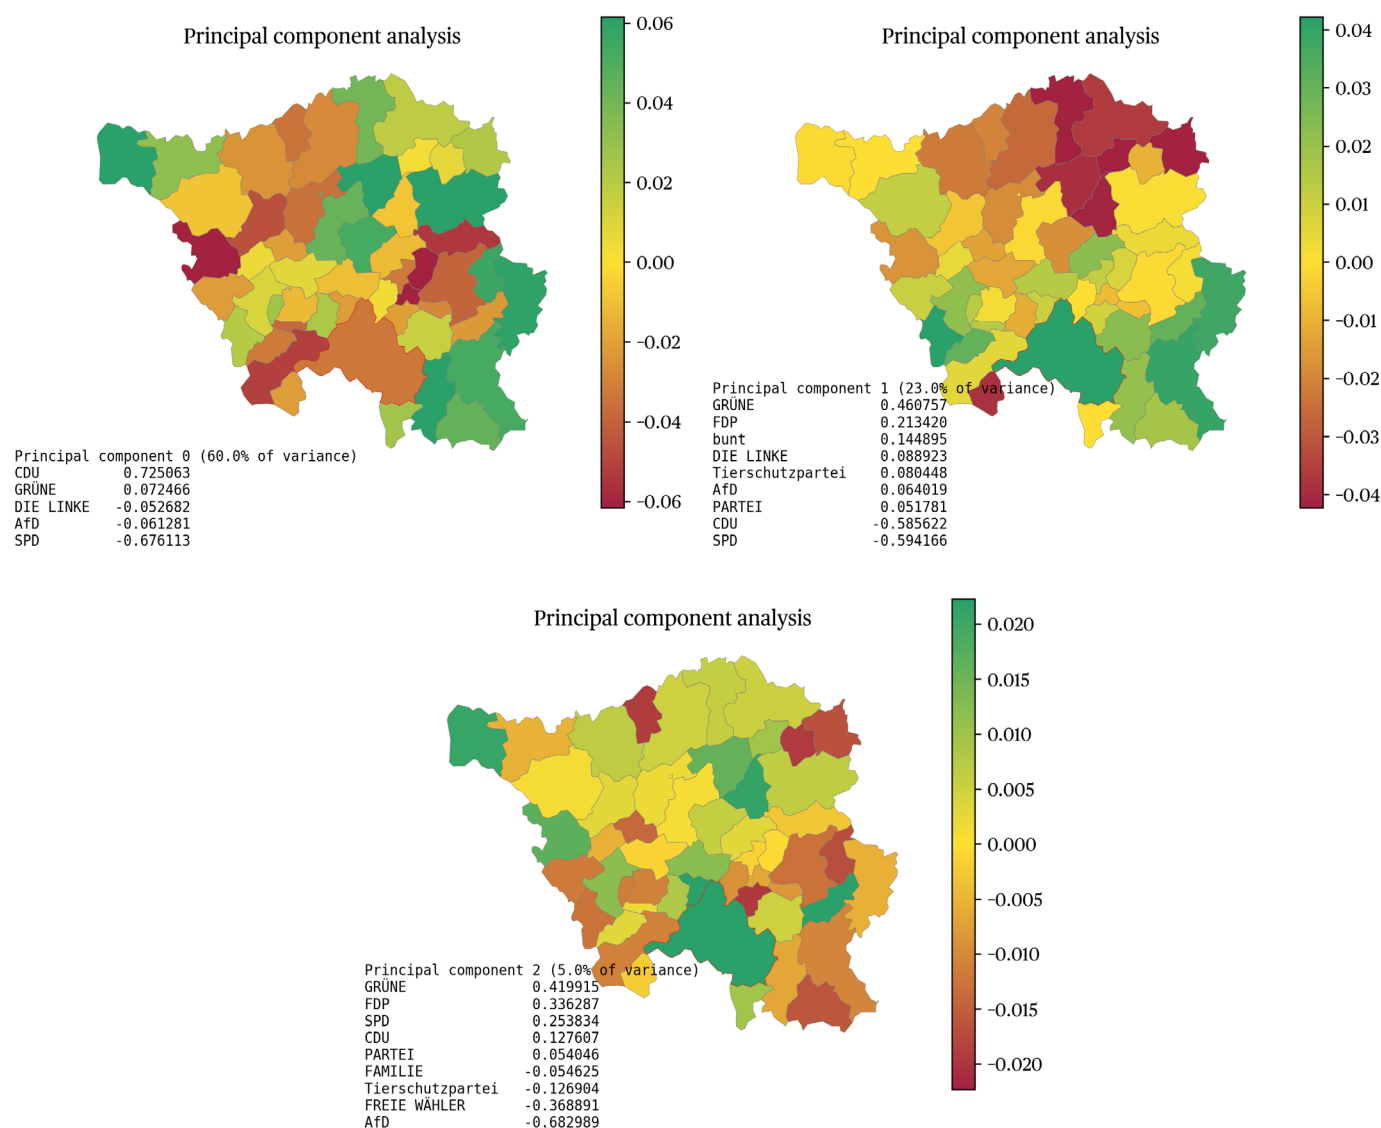 Principal component analysis
0.06
0.04
0.02
0.00
−0.02
−0.04
−0.06
Principal component 0 (60.0% of variance)
CDU 0.725063
GRÜNE 0.072466
DIE LINKE -0.052682
AfD -0.061281
SPD -0.676113
Principal component analysis
0.04
0.03
0.02
0.01
0.00
−0.01
−0.02
−0.03
−0.04
Principal component 1 (23.0% of variance)
GRÜNE 0.460757
FDP 0.213420
bunt 0.144895
DIE LINKE 0.088923
Tierschutzpartei 0.080448
AfD 0.064019
PARTEI 0.051781
CDU -0.585622
SPD -0.594166
Principal component analysis
0.020
0.015
0.010
0.005
0.000
−0.005
−0.010
−0.015
−0.020
Principal component 2 (5.0% of variance)
GRÜNE 0.419915
FDP 0.336287
SPD 0.253834
CDU 0.127607
PARTEI 0.054046
FAMILIE -0.054625
Tierschutzpartei -0.126904
FREIE WÄHLER -0.368891
AfD -0.682989